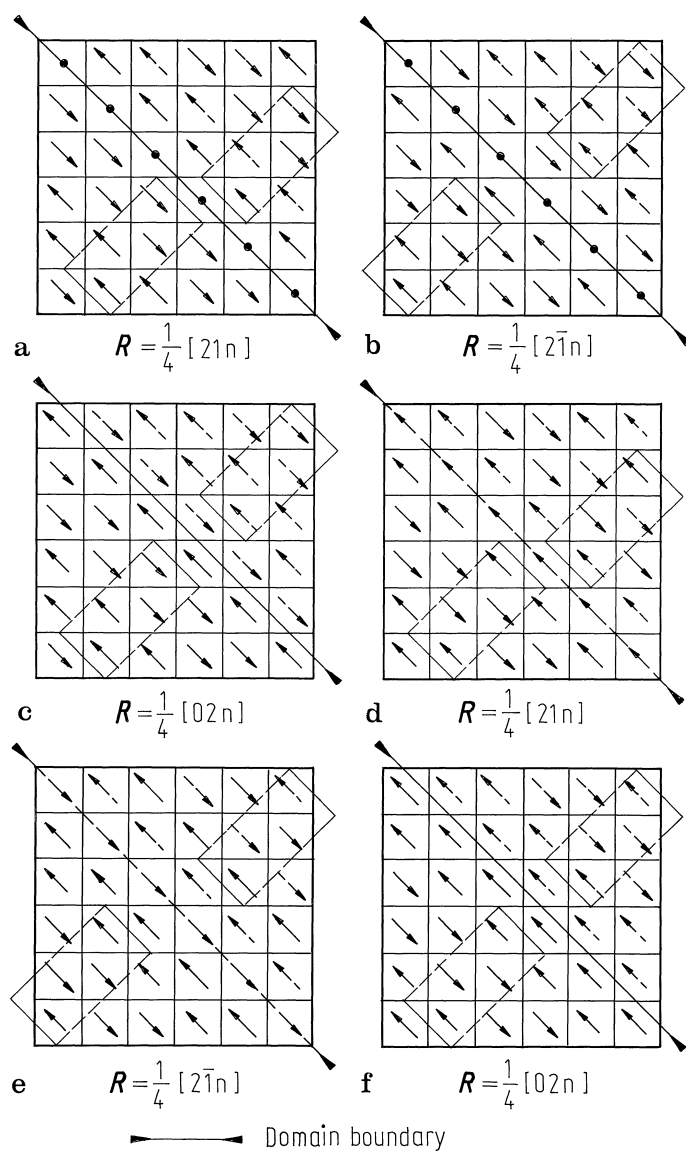 a R = 1/4 [21n]
b R = 1/4 [21̄n]
c R = 1/4 [02n]
d R = 1/4 [21n]
e R = 1/4 [21̄n]
f R = 1/4 [02n]
Domain boundary